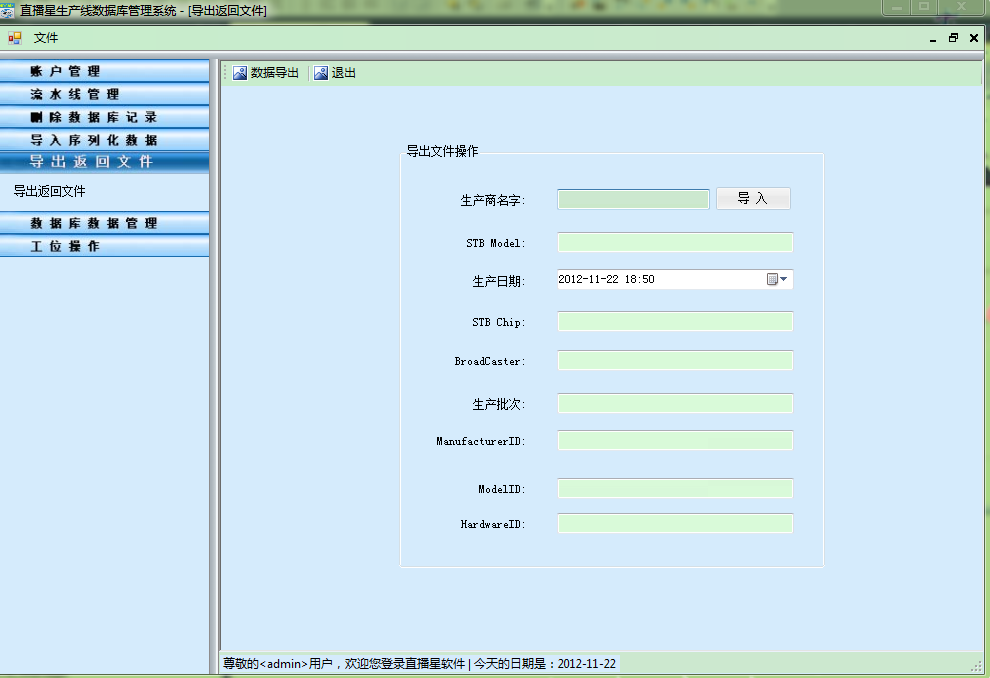 直播星生产线数据库管理系统 - [导出返回文件]
文件
账户管理
流水线管理
删除数据库记录
导入序列化数据
导出返回文件
导出返回文件
数据库数据管理
工位操作
数据导出 退出
导出文件操作
生产商名字: 导入
STB Model:
生产日期: 2012-11-22 18:50
STB Chip:
BroadCaster:
生产批次:
ManufacturerID:
ModelID:
HardwareID:
尊敬的<admin>用户，欢迎您登录直播星软件 | 今天的日期是：2012-11-22